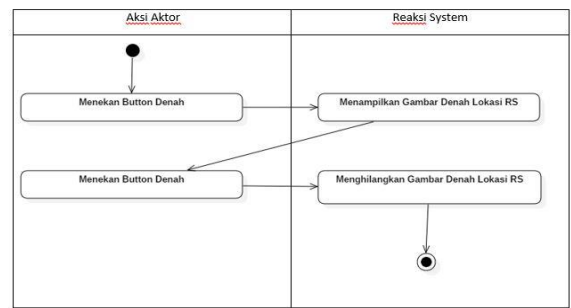 Aksi Aktor
Reaksi System
Menekan Button Denah
Menampilkan Gambar Denah Lokasi RS
Menekan Button Denah
Menghilangkan Gambar Denah Lokasi RS